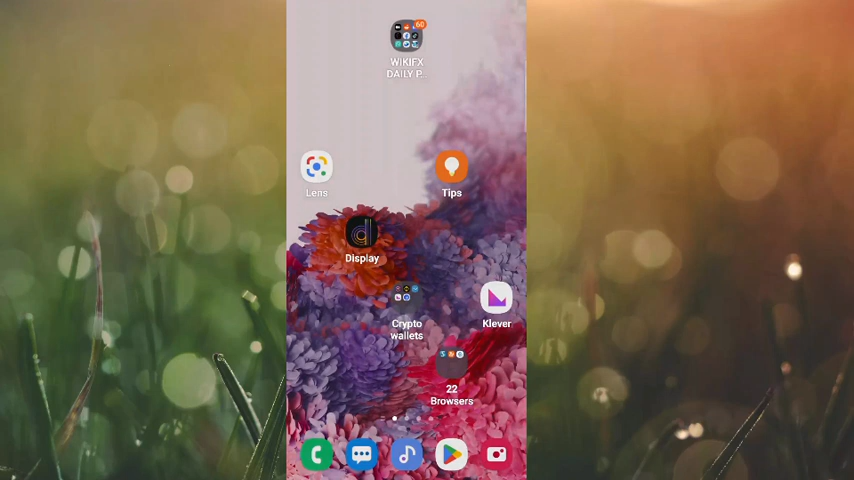 60
WIKIFX
DAILY P...
Lens
Tips
Display
Crypto
wallets
Klever
22
Browsers